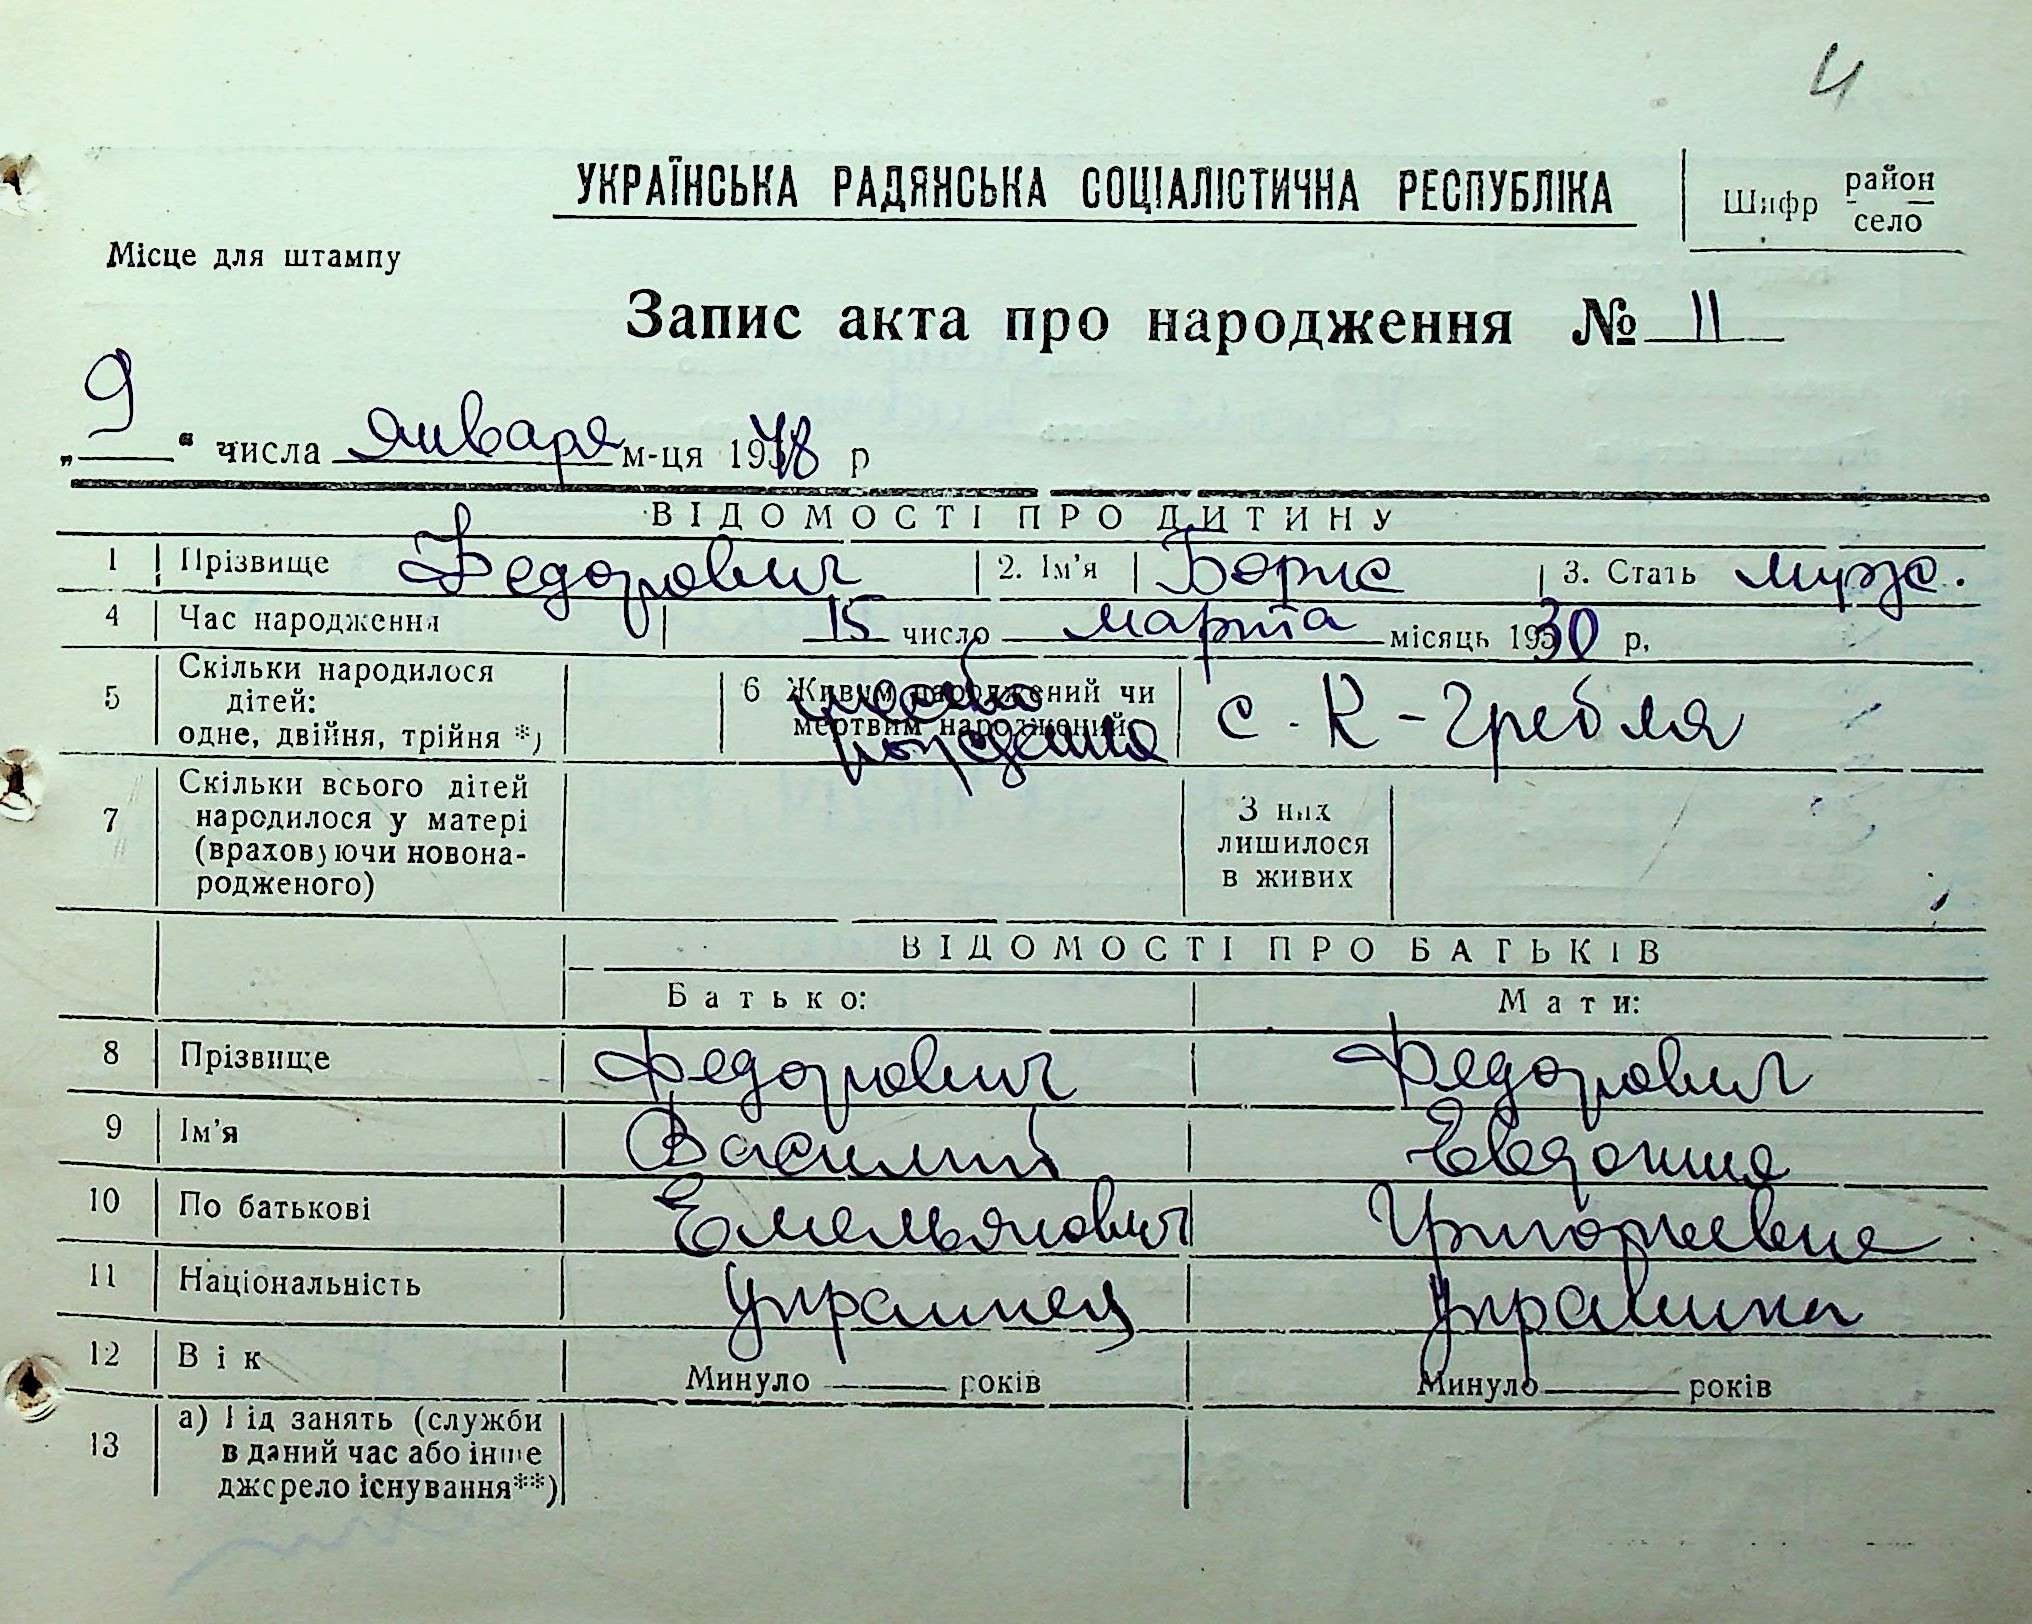 4
УКРАЇНСЬКА РАДЯНСЬКА СОЦІАЛІСТИЧНА РЕСПУБЛІКА
Шифр район село
Місце для штампу
Запис акта про народження № 11
„9“ числа января м-ця 1948 р
ВІДОМОСТІ ПРО ДИТИНУ
1 Прізвище Федорович 2. Ім'я Борис 3. Стать мужс.
4 Час народження 15 число марта місяць 1930 р.
5 Скільки народилося дітей: одне, двійня, трійня *)
6 Живим народжений чи мертвим народжений место рождения с. К-Гребля
7 Скільки всього дітей народилося у матері (враховуючи новонародженого)
З них лишилося в живих
ВІДОМОСТІ ПРО БАТЬКІВ
Батько: Мати:
8 Прізвище Федорович Федорович
9 Ім'я Василий Евдокия
10 По батькові Емельянович Григорьевна
11 Національність украинец украинка
12 Вік Минуло років Минуло років
13 а) Рід занять (служби в даний час або інше джерело існування**)